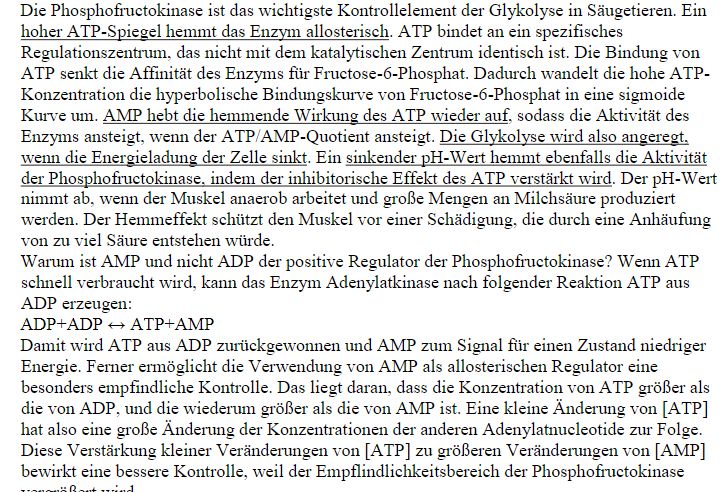 Die Phosphofructokinase ist das wichtigste Kontrollelement der Glykolyse in Säugetieren. Ein
hoher ATP-Spiegel hemmt das Enzym allosterisch. ATP bindet an ein spezifisches
Regulationszentrum, das nicht mit dem katalytischen Zentrum identisch ist. Die Bindung von
ATP senkt die Affinität des Enzyms für Fructose-6-Phosphat. Dadurch wandelt die hohe ATP-
Konzentration die hyperbolische Bindungskurve von Fructose-6-Phosphat in eine sigmoide
Kurve um. AMP hebt die hemmende Wirkung des ATP wieder auf, sodass die Aktivität des
Enzyms ansteigt, wenn der ATP/AMP-Quotient ansteigt. Die Glykolyse wird also angeregt,
wenn die Energieladung der Zelle sinkt. Ein sinkender pH-Wert hemmt ebenfalls die Aktivität
der Phosphofructokinase, indem der inhibitorische Effekt des ATP verstärkt wird. Der pH-Wert
nimmt ab, wenn der Muskel anaerob arbeitet und große Mengen an Milchsäure produziert
werden. Der Hemmeffekt schützt den Muskel vor einer Schädigung, die durch eine Anhäufung
von zu viel Säure entstehen würde.
Warum ist AMP und nicht ADP der positive Regulator der Phosphofructokinase? Wenn ATP
schnell verbraucht wird, kann das Enzym Adenylatkinase nach folgender Reaktion ATP aus
ADP erzeugen:
ADP+ADP ↔ ATP+AMP
Damit wird ATP aus ADP zurückgewonnen und AMP zum Signal für einen Zustand niedriger
Energie. Ferner ermöglicht die Verwendung von AMP als allosterischen Regulator eine
besonders empfindliche Kontrolle. Das liegt daran, dass die Konzentration von ATP größer als
die von ADP, und die wiederum größer als die von AMP ist. Eine kleine Änderung von [ATP]
hat also eine große Änderung der Konzentrationen der anderen Adenylatnucleotide zur Folge.
Diese Verstärkung kleiner Veränderungen von [ATP] zu größeren Veränderungen von [AMP]
bewirkt eine bessere Kontrolle, weil der Empflindlichkeitsbereich der Phosphofructokinase
vergrößert wird